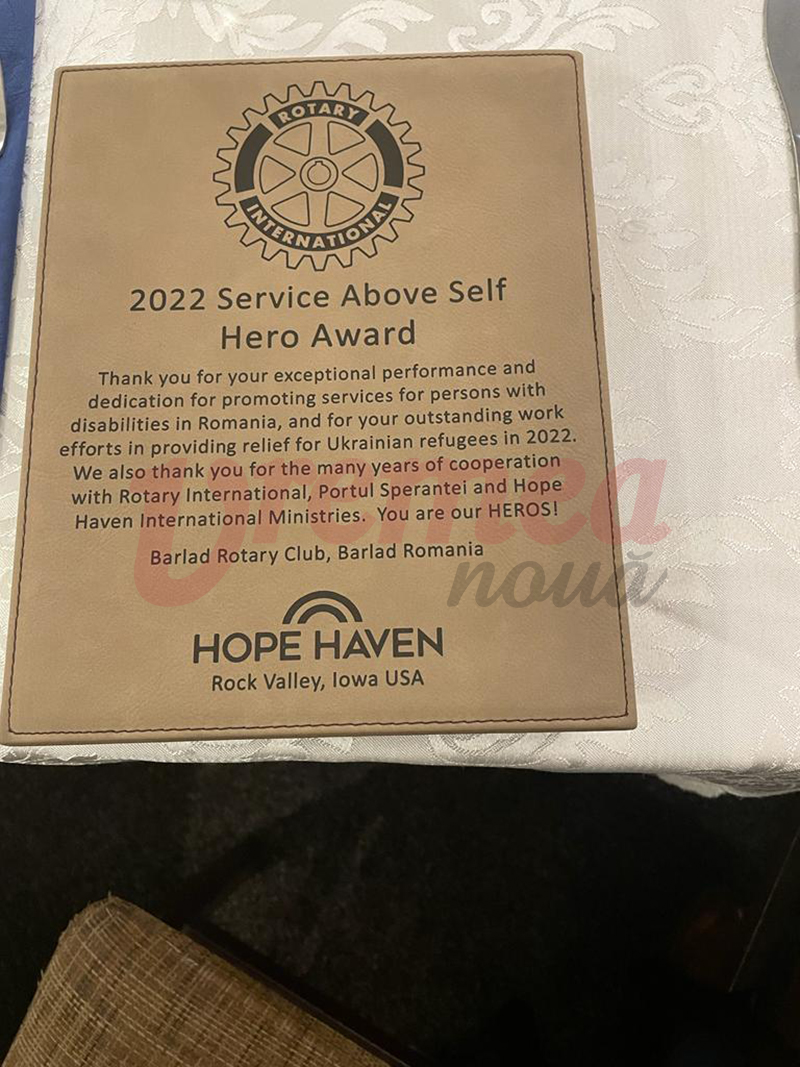 ROTARY
INTERNATIONAL
2022 Service Above Self
Hero Award
Thank you for your exceptional performance and
dedication for promoting services for persons with
disabilities in Romania, and for your outstanding work
efforts in providing relief for Ukrainian refugees in 2022.
We also thank you for the many years of cooperation
with Rotary International, Portul Sperantei and Hope
Haven International Ministries.  You are our HEROS!
Vremea
nouă
Barlad Rotary Club, Barlad Romania
HOPE HAVEN
Rock Valley, Iowa USA